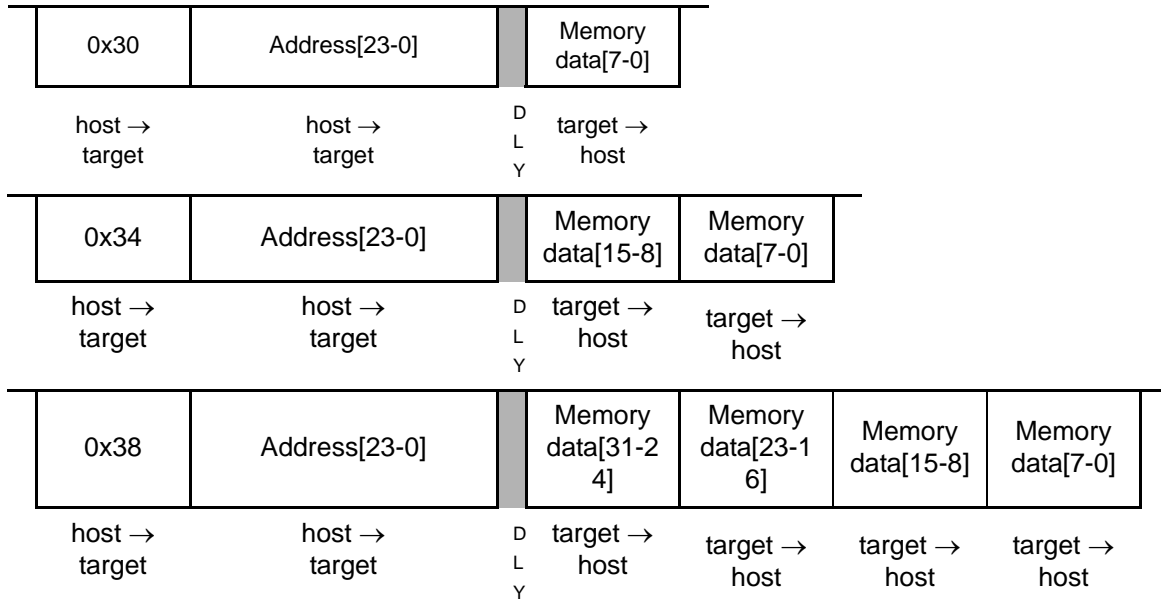 0x30 Address[23-0] Memory
data[7-0]
host → host → D target →
target target L host
Y
0x34 Address[23-0] Memory Memory
data[15-8] data[7-0]
host → host → D target → target →
target target L host host
Y
0x38 Address[23-0] Memory Memory Memory Memory
data[31-2 data[23-1 data[15-8] data[7-0]
4] 6]
host → host → D target → target → target → target →
target target L host host host host
Y